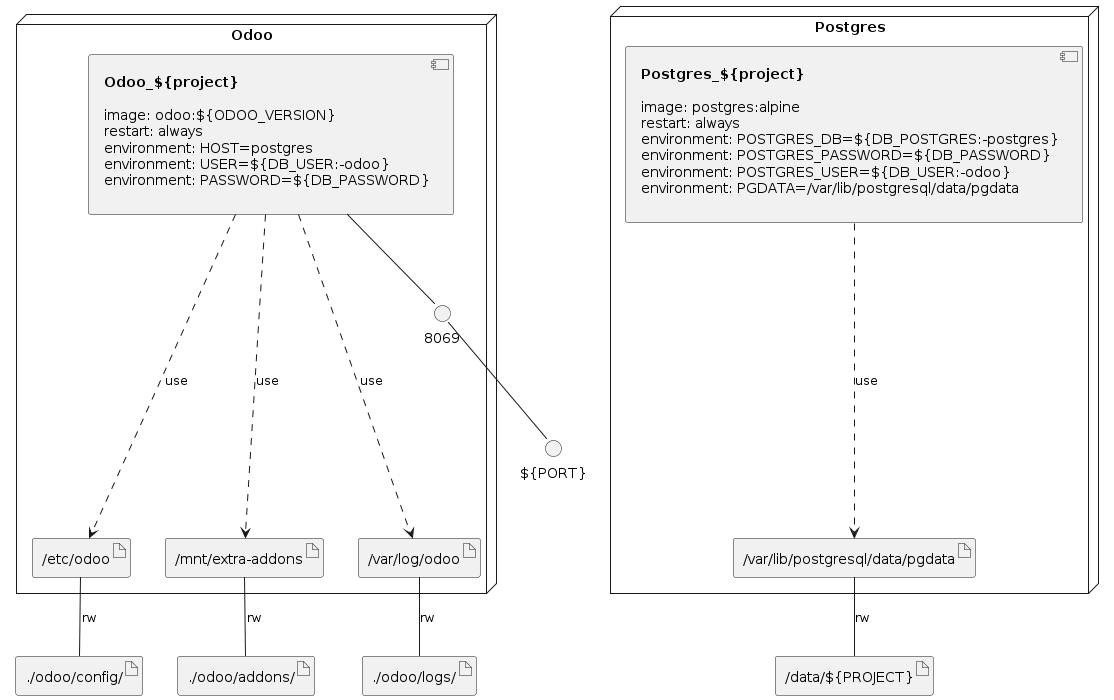 Odoo
Odoo_${project}
image: odoo:${ODOO_VERSION}
restart: always
environment: HOST=postgres
environment: USER=${DB_USER:-odoo}
environment: PASSWORD=${DB_PASSWORD}
8069
use
use
use
${PORT}
/etc/odoo
/mnt/extra-addons
/var/log/odoo
rw
rw
rw
./odoo/config/
./odoo/addons/
./odoo/logs/
Postgres
Postgres_${project}
image: postgres:alpine
restart: always
environment: POSTGRES_DB=${DB_POSTGRES:-postgres}
environment: POSTGRES_PASSWORD=${DB_PASSWORD}
environment: POSTGRES_USER=${DB_USER:-odoo}
environment: PGDATA=/var/lib/postgresql/data/pgdata
use
/var/lib/postgresql/data/pgdata
rw
/data/${PROJECT}